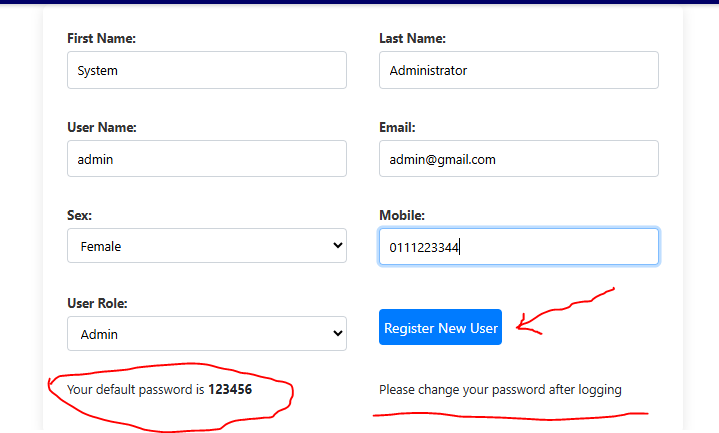 First Name: Last Name:
System Administrator
User Name: Email:
admin admin@gmail.com
Sex: Mobile:
Female 0111223344
User Role:
Admin Register New User
Your default password is 123456 Please change your password after logging